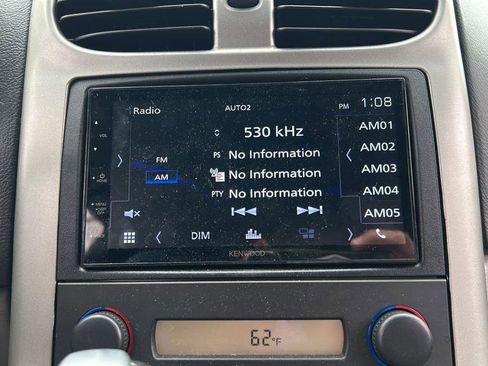 Radio
AUTO2
PM 1:08
530 kHz
AM01
FM
PS No Information
AM02
AM
No Information
AM03
PTY No Information
AM04
AM05
DIM
VOL
HOME
MENU
KENWOOD
62°F